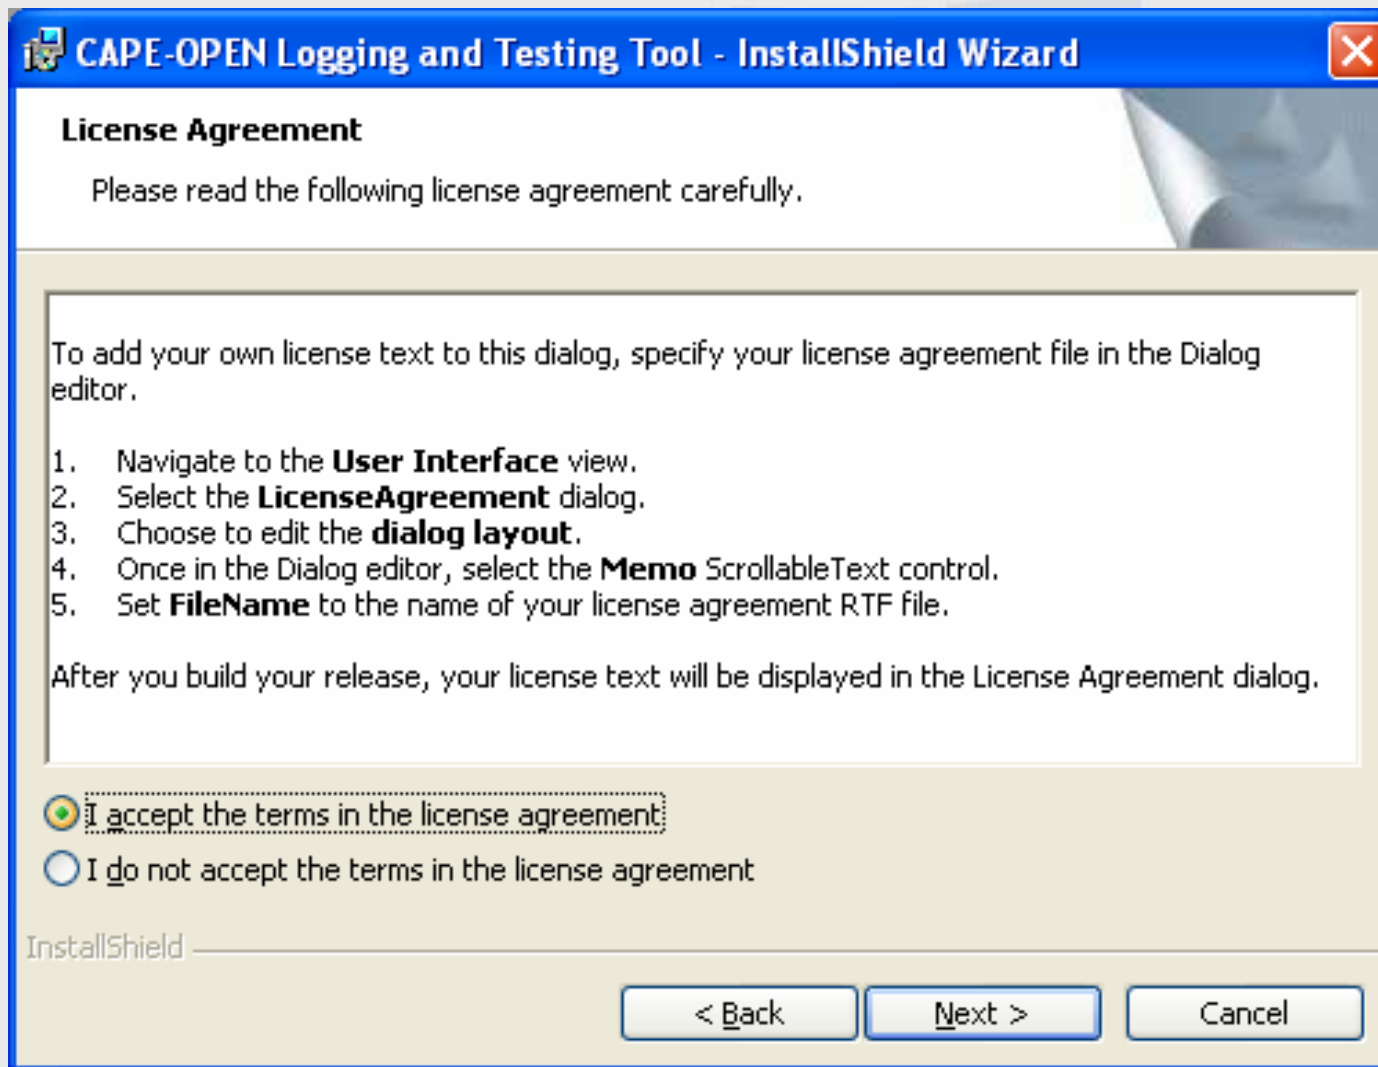 CAPE-OPEN Logging and Testing Tool - InstallShield Wizard
License Agreement
Please read the following license agreement carefully.
To add your own license text to this dialog, specify your license agreement file in the Dialog
editor.
1. Navigate to the User Interface view.
2. Select the LicenseAgreement dialog.
3. Choose to edit the dialog layout.
4. Once in the Dialog editor, select the Memo ScrollableText control.
5. Set FileName to the name of your license agreement RTF file.
After you build your release, your license text will be displayed in the License Agreement dialog.
I accept the terms in the license agreement
I do not accept the terms in the license agreement
InstallShield
< Back Next > Cancel